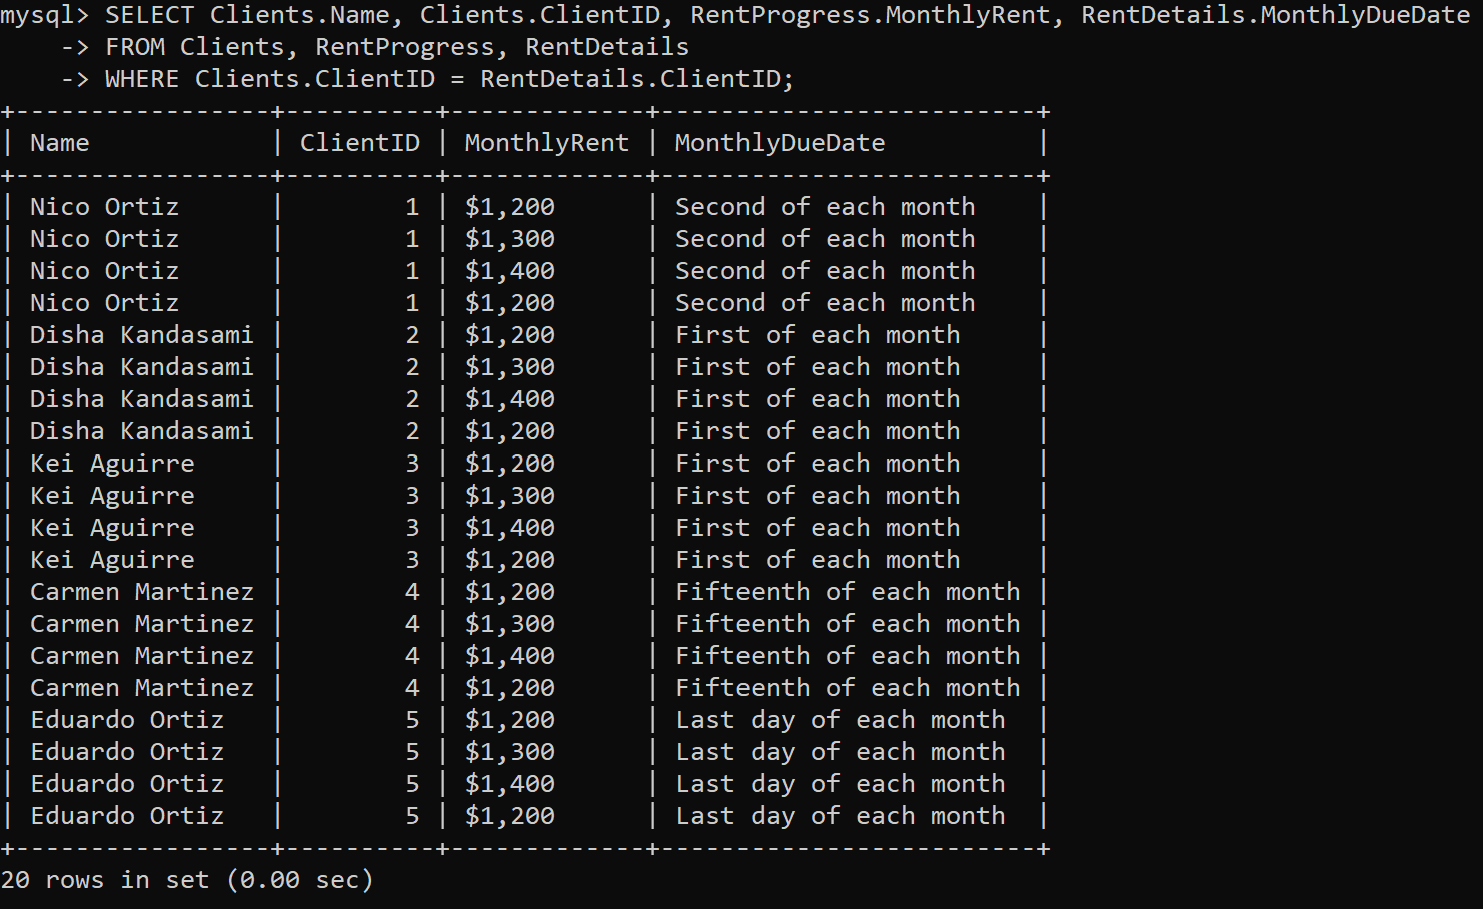 mysql> SELECT Clients.Name, Clients.ClientID, RentProgress.MonthlyRent, RentDetails.MonthlyDueDate
    -> FROM Clients, RentProgress, RentDetails
    -> WHERE Clients.ClientID = RentDetails.ClientID;
+-----------------+----------+-------------+-------------------------+
| Name            | ClientID | MonthlyRent | MonthlyDueDate          |
+-----------------+----------+-------------+-------------------------+
| Nico Ortiz      |        1 | $1,200      | Second of each month    |
| Nico Ortiz      |        1 | $1,300      | Second of each month    |
| Nico Ortiz      |        1 | $1,400      | Second of each month    |
| Nico Ortiz      |        1 | $1,200      | Second of each month    |
| Disha Kandasami |        2 | $1,200      | First of each month     |
| Disha Kandasami |        2 | $1,300      | First of each month     |
| Disha Kandasami |        2 | $1,400      | First of each month     |
| Disha Kandasami |        2 | $1,200      | First of each month     |
| Kei Aguirre     |        3 | $1,200      | First of each month     |
| Kei Aguirre     |        3 | $1,300      | First of each month     |
| Kei Aguirre     |        3 | $1,400      | First of each month     |
| Kei Aguirre     |        3 | $1,200      | First of each month     |
| Carmen Martinez |        4 | $1,200      | Fifteenth of each month |
| Carmen Martinez |        4 | $1,300      | Fifteenth of each month |
| Carmen Martinez |        4 | $1,400      | Fifteenth of each month |
| Carmen Martinez |        4 | $1,200      | Fifteenth of each month |
| Eduardo Ortiz   |        5 | $1,200      | Last day of each month  |
| Eduardo Ortiz   |        5 | $1,300      | Last day of each month  |
| Eduardo Ortiz   |        5 | $1,400      | Last day of each month  |
| Eduardo Ortiz   |        5 | $1,200      | Last day of each month  |
+-----------------+----------+-------------+-------------------------+
20 rows in set (0.00 sec)